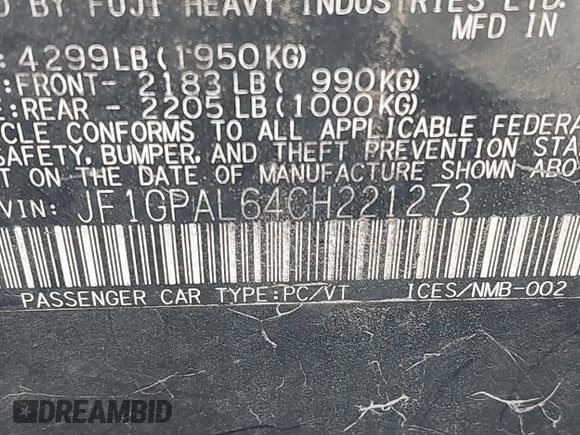 BY FUJI HEAVY INDUSTRIES LTD.
MFD IN
: 4299LB(1950KG)
:FRONT- 2183 LB( 990KG)
E:REAR - 2205 LB(1000KG)
CLE CONFORMS TO ALL APPLICABLE FEDERA
SAFETY, BUMPER, AND THEFT PREVENTION STA
T ON THE DATE OF MANUFACTURE SHOWN ABO
VIN: JF1GPAL64CH221273
PASSENGER CAR TYPE:PC/VT ICES/NMB-002
DREAMBID